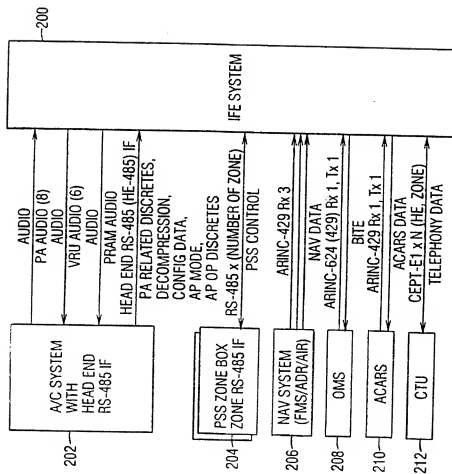 200
IFE SYSTEM
AUDIO
PA AUDIO (8)
AUDIO
VRU AUDIO (6)
AUDIO
PRAM AUDIO
HEAD END RS-485 (HE-485) IF
PA RELATED DISCRETES,
DECOMPRESSION,
CONFIG DATA,
AP MODE,
AP OP DISCRETES
RS-485 x (NUMBER OF ZONE)
PSS CONTROL
ARINC-429 Rx 3
NAV DATA
ARINC-624 (429) Rx 1, Tx 1
BITE
ARINC-429 Rx 1, Tx 1
ACARS DATA
CEPT-E1 x N (HE, ZONE)
TELEPHONY DATA
A/C SYSTEM
WITH
HEAD END
RS-485 IF
202
PSS ZONE BOX
ZONE RS-485 IF
204
NAV SYSTEM
(FMS/ADR/AIR)
206
OMS
208
ACARS
210
CTU
212